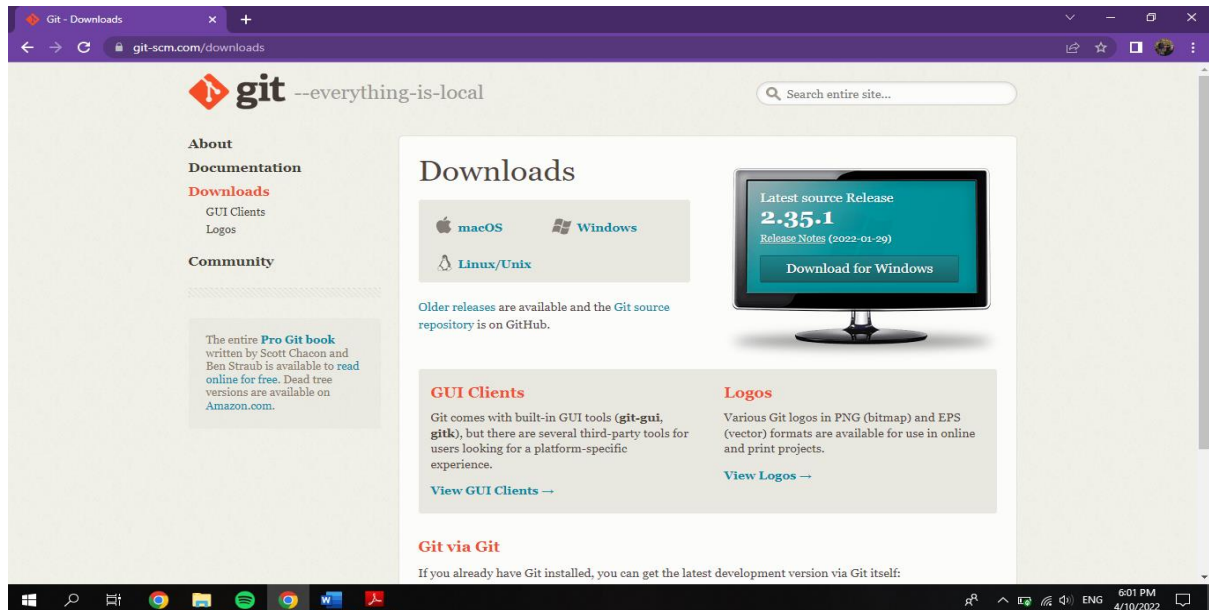 Git - Downloads
git-scm.com/downloads
git --everything-is-local
Search entire site...
About
Documentation
Downloads
GUI Clients
Logos
Community
The entire Pro Git book
written by Scott Chacon and
Ben Straub is available to read
online for free. Dead tree
versions are available on
Amazon.com.
Downloads
macOS
Windows
Linux/Unix
Older releases are available and the Git source
repository is on GitHub.
Latest source Release
2.35.1
Release Notes (2022-01-29)
Download for Windows
GUI Clients
Git comes with built-in GUI tools (git-gui,
gitk), but there are several third-party tools for
users looking for a platform-specific
experience.
View GUI Clients →
Logos
Various Git logos in PNG (bitmap) and EPS
(vector) formats are available for use in online
and print projects.
View Logos →
Git via Git
If you already have Git installed, you can get the latest development version via Git itself:
ENG
6:01 PM
4/10/2022